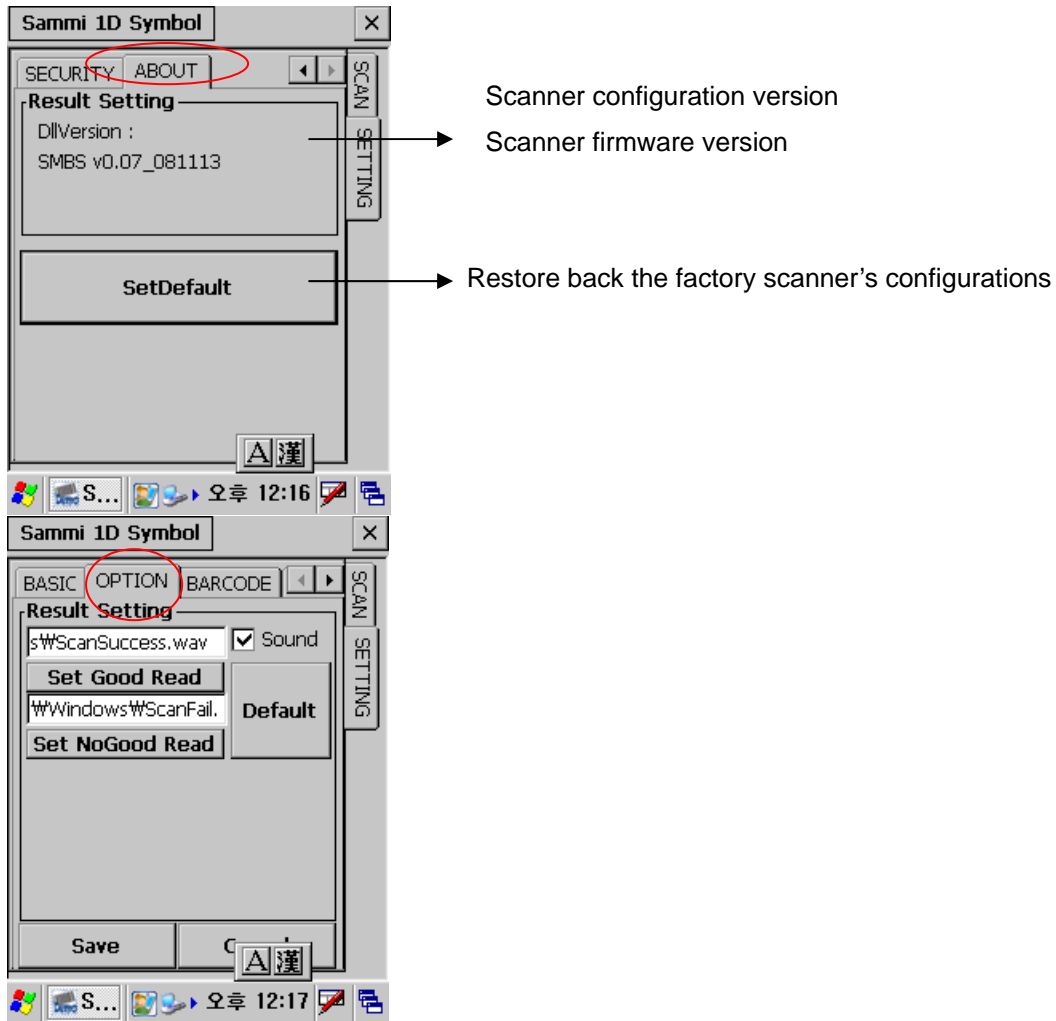 Sammi 1D Symbol
SECURITY ABOUT
SCAN
SETTING
Result Setting
DllVersion :
SMBS v0.07_081113
Scanner configuration version
Scanner firmware version
SetDefault
Restore back the factory scanner's configurations
A 漢
S... 오후 12:16
Sammi 1D Symbol
BASIC OPTION BARCODE
SCAN
SETTING
Result Setting
s₩ScanSuccess.wav Sound
Set Good Read
₩Windows₩ScanFail. Default
Set NoGood Read
Save
A 漢
S... 오후 12:17